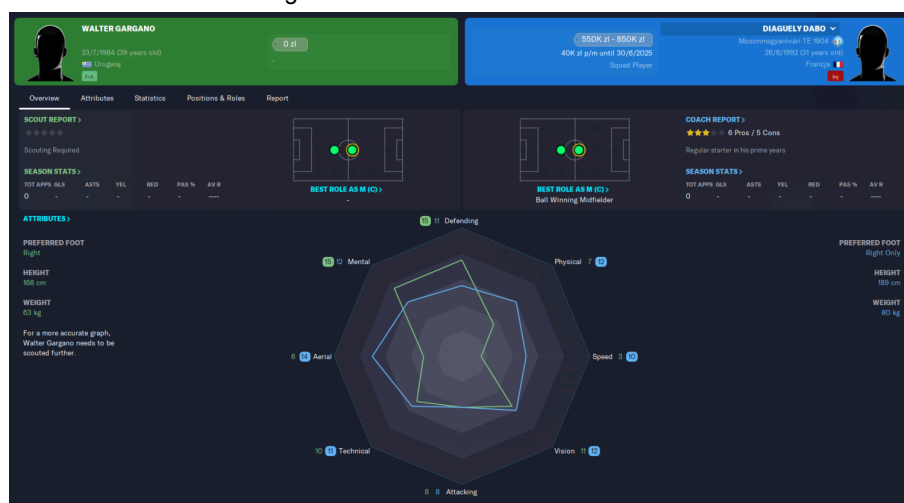 WALTER GARGANO
23/7/1984 (39 years old)
Urugwaj
Fr/t
0 zł
-
550K zł - 850K zł
40K zł p/m until 30/6/2025
Squad Player
DIAGUELY DABO
Mosonmagyaróvári TE 1904
26/8/1992 (31 years old)
Francja
Inj
Overview Attributes Statistics Positions & Roles Report
SCOUT REPORT >
Scouting Required
SEASON STATS >
TOT APPS GLS ASTS YEL RED PAS % AV R
0 - - - - - ----
BEST ROLE AS M (C) >
-
BEST ROLE AS M (C) >
Ball Winning Midfielder
COACH REPORT >
6 Pros / 5 Cons
Regular starter in his prime years
SEASON STATS >
TOT APPS GLS ASTS YEL RED PAS % AV R
0 - - - - - ----
ATTRIBUTES >
PREFERRED FOOT
Right
HEIGHT
168 cm
WEIGHT
63 kg
For a more accurate graph,
Walter Gargano needs to be
scouted further.
15 11 Defending
15 12 Mental
Physical 7 12
6 14 Aerial
Speed 3 10
10 11 Technical
Vision 11 12
8 8 Attacking
PREFERRED FOOT
Right Only
HEIGHT
189 cm
WEIGHT
80 kg